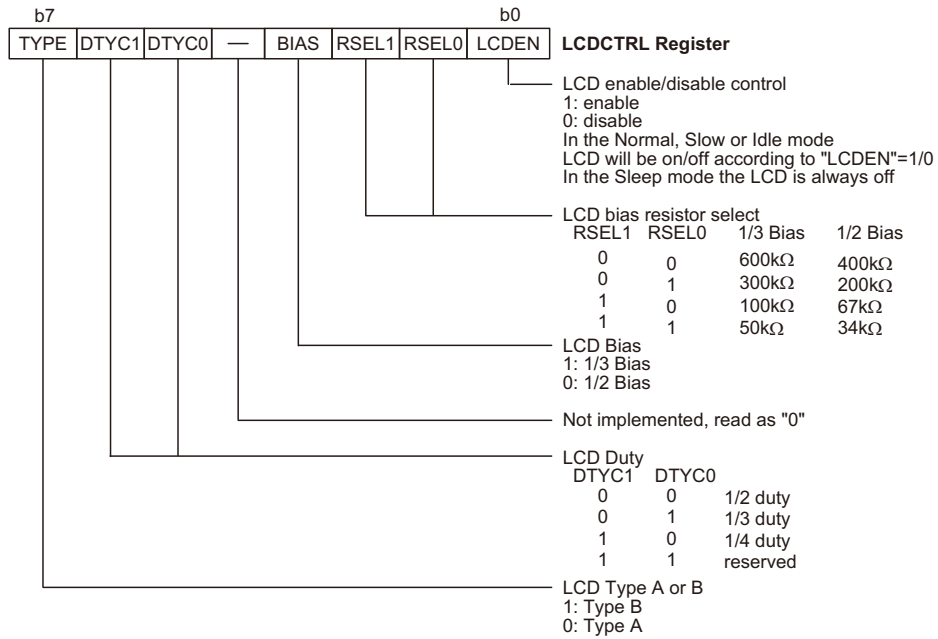 b7 b0
TYPE DTYC1 DTYC0 — BIAS RSEL1 RSEL0 LCDEN LCDCTRL Register
LCD enable/disable control
1: enable
0: disable
In the Normal, Slow or Idle mode
LCD will be on/off according to "LCDEN"=1/0
In the Sleep mode the LCD is always off
LCD bias resistor select
RSEL1 RSEL0 1/3 Bias 1/2 Bias
0 0 600kΩ 400kΩ
0 1 300kΩ 200kΩ
1 0 100kΩ 67kΩ
1 1 50kΩ 34kΩ
LCD Bias
1: 1/3 Bias
0: 1/2 Bias
Not implemented, read as "0"
LCD Duty
DTYC1 DTYC0
0 0 1/2 duty
0 1 1/3 duty
1 0 1/4 duty
1 1 reserved
LCD Type A or B
1: Type B
0: Type A